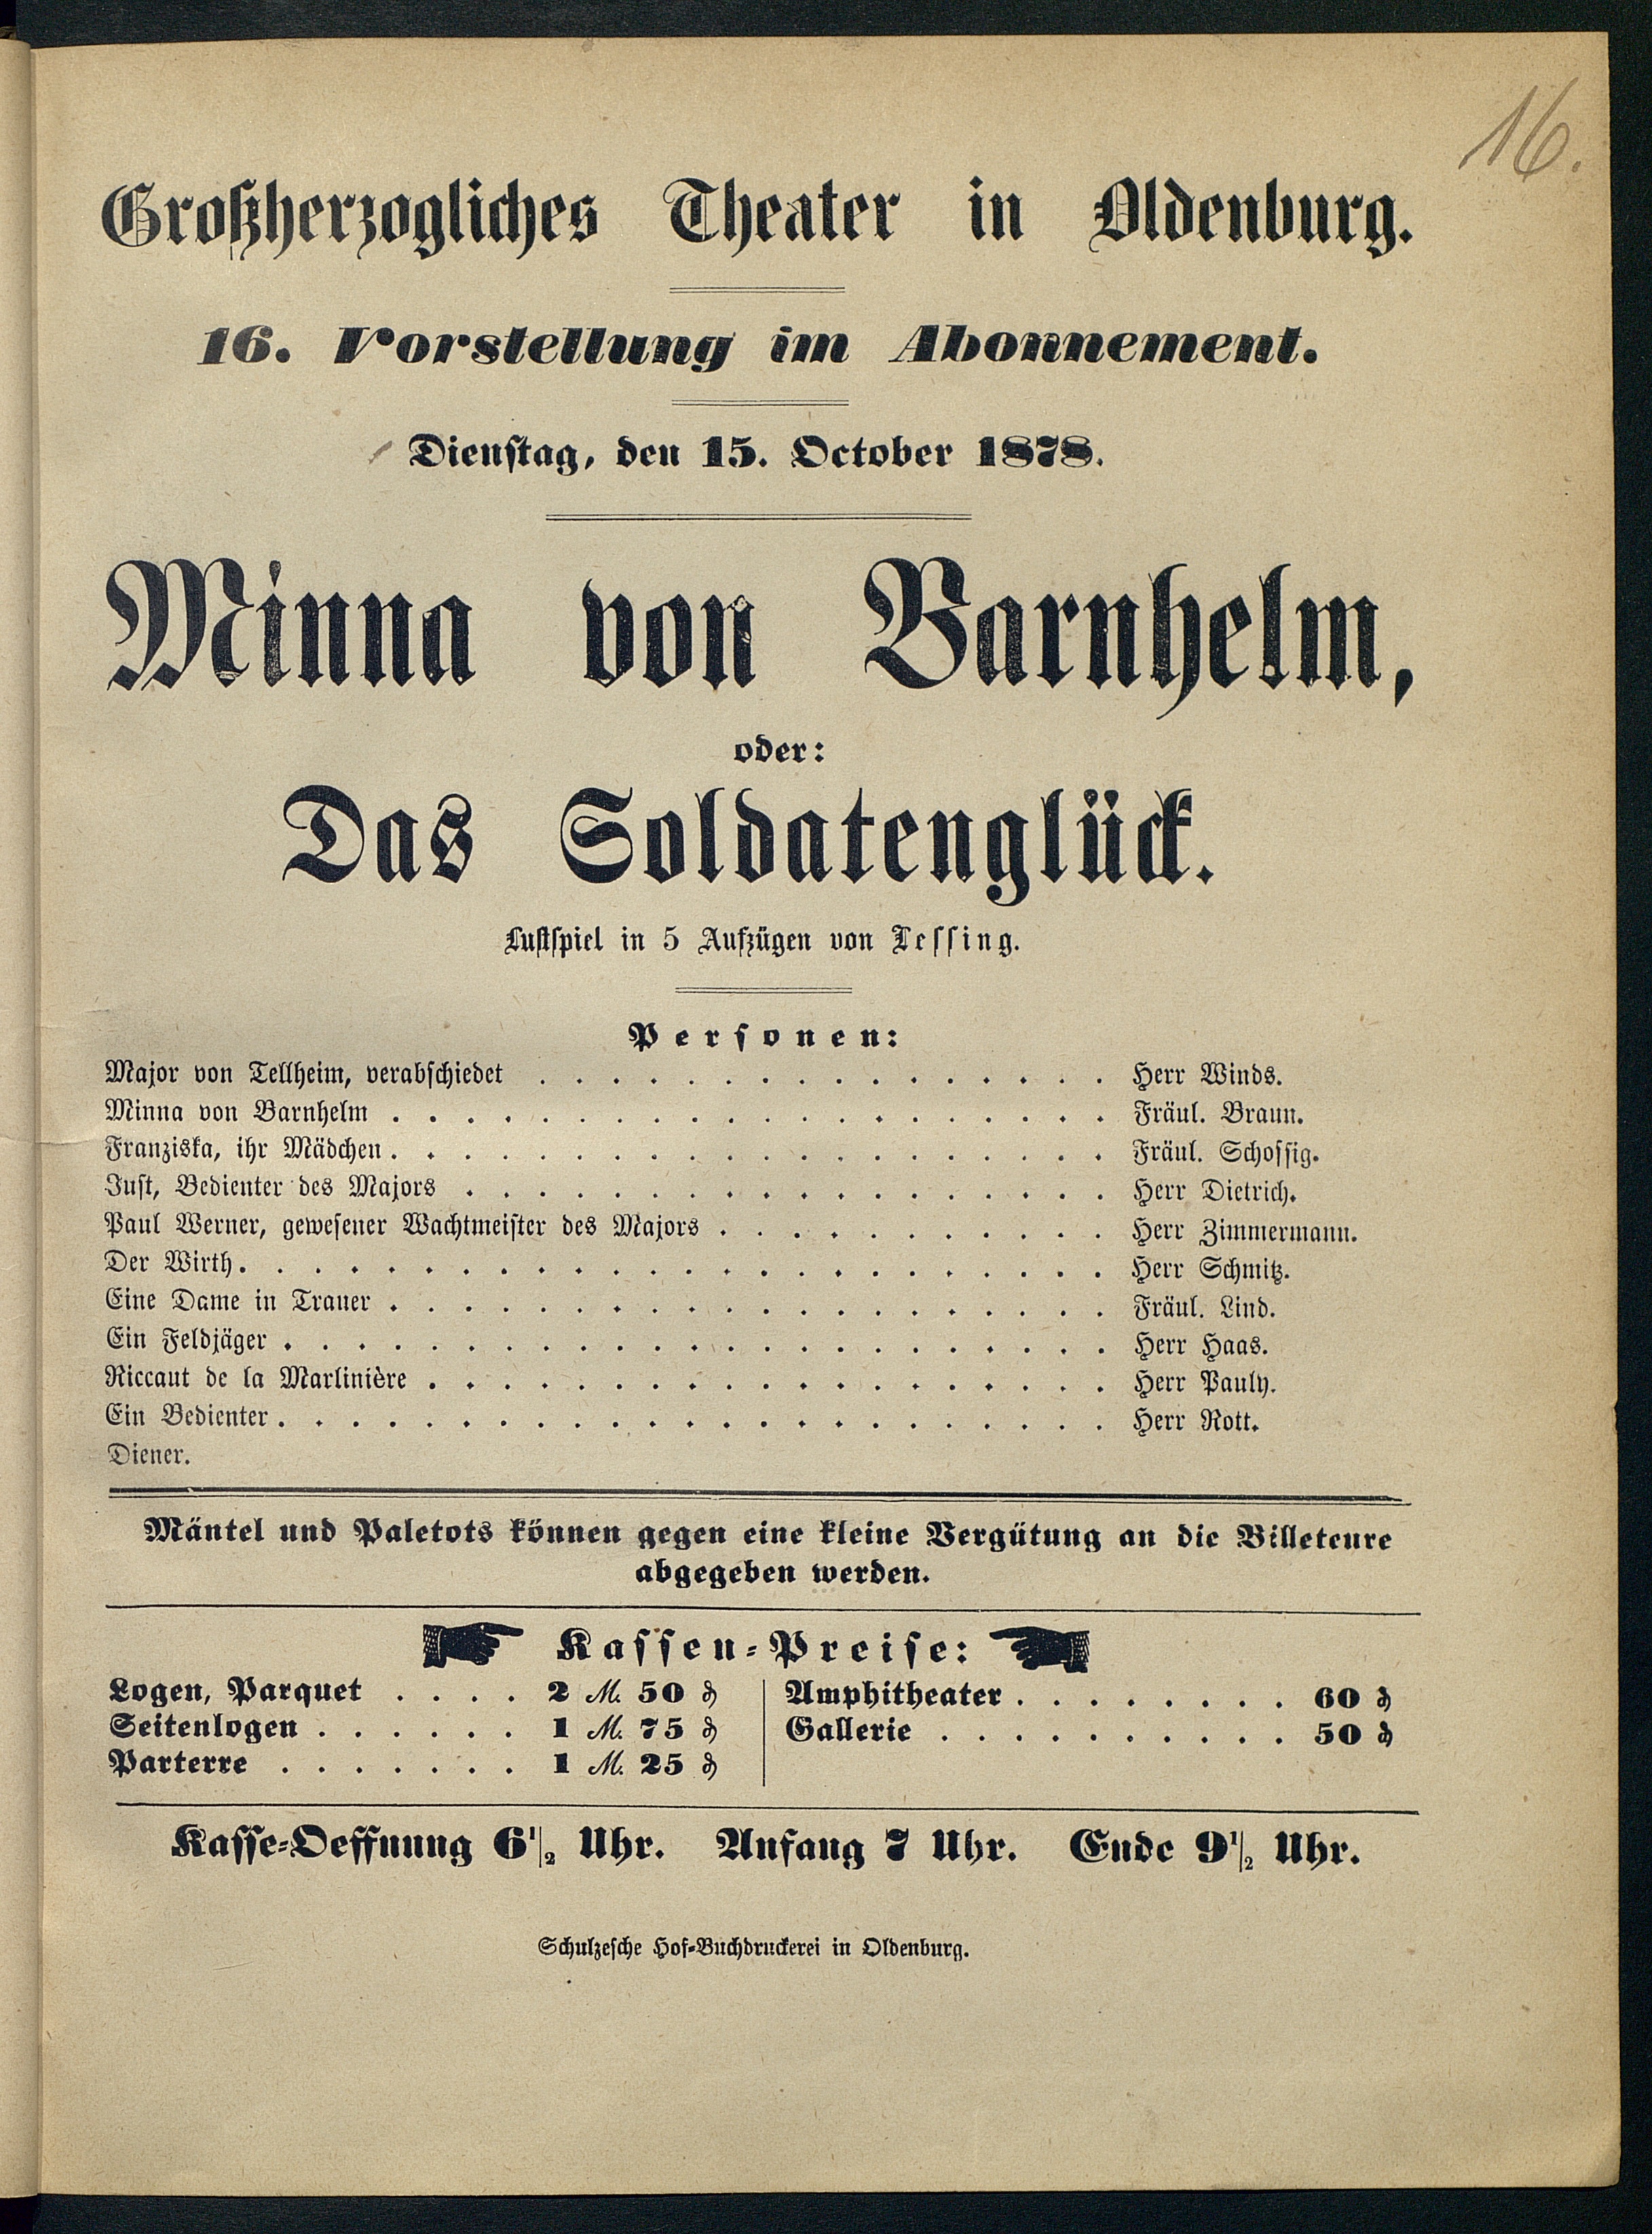 16.
Großherzogliches Theater in Oldenburg.
16. Vorstellung im Abonnement.
Dienstag, den 15. October 1878.
Minna von Barnhelm,
oder:
Das Soldatenglück.
Lustspiel in 5 Aufzügen von Lessing.
Personen:
Major von Tellheim, verabschiedet . . . . . . . . . . . . . . . . Herr Winds.
Minna von Barnhelm . . . . . . . . . . . . . . . . . . . . Fräul. Braun.
Franziska, ihr Mädchen . . . . . . . . . . . . . . . . . . . . Fräul. Schossig.
Just, Bedienter des Majors . . . . . . . . . . . . . . . . . . Herr Dietrich.
Paul Werner, gewesener Wachtmeister des Majors . . . . . . . . . . . Herr Zimmermann.
Der Wirth . . . . . . . . . . . . . . . . . . . . . . . . Herr Schmitz.
Eine Dame in Trauer . . . . . . . . . . . . . . . . . . . . Fräul. Lind.
Ein Feldjäger . . . . . . . . . . . . . . . . . . . . . . . Herr Haas.
Riccaut de la Marlinière . . . . . . . . . . . . . . . . . . . Herr Pauly.
Ein Bedienter . . . . . . . . . . . . . . . . . . . . . . . Herr Rott.
Diener.
Mäntel und Paletots können gegen eine kleine Vergütung an die Billeteure
abgegeben werden.
Kassen-Preise:
Logen, Parquet . . . . 2 M. 50 ₰
Seitenlogen . . . . . . 1 M. 75 ₰
Parterre . . . . . . . 1 M. 25 ₰
Amphitheater . . . . . . . . 60 ₰
Gallerie . . . . . . . . . . 50 ₰
Kasse-Oeffnung 6 1/2 Uhr. Anfang 7 Uhr. Ende 9 1/2 Uhr.
Schulzesche Hof-Buchdruckerei in Oldenburg.